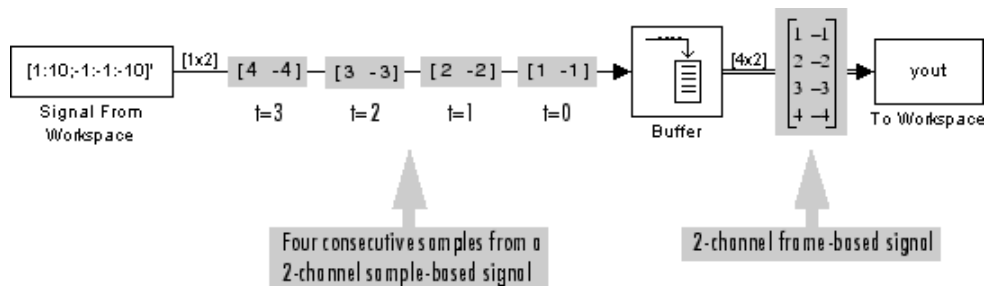 [1:10;-1:-1:-10]'
Signal From
Workspace
[1x2]
[4 -4]
[3 -3]
[2 -2]
[1 -1]
t=3
t=2
t=1
t=0
Buffer
[4x2]
1 -1
2 -2
3 -3
4 -4
yout
To Workspace
Four consecutive samples from a
2-channel sample-based signal
2-channel frame-based signal